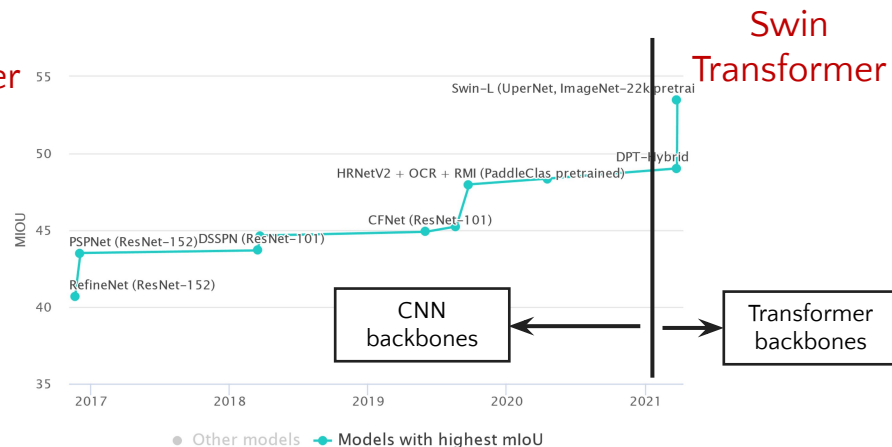 Swin
Transformer
er
55
Swin-L (UperNet, ImageNet-22k pretrai
50
DPT-Hybrid
HRNetV2 + OCR + RMI (PaddleClas pretrained)
MIOU
45
CFNet (ResNet-101)
PSPNet (ResNet-152)
DSSPN (ResNet-101)
RefineNet (ResNet-152)
40
CNN
backbones
Transformer
backbones
35
2017 2018 2019 2020 2021
Other models Models with highest mIoU